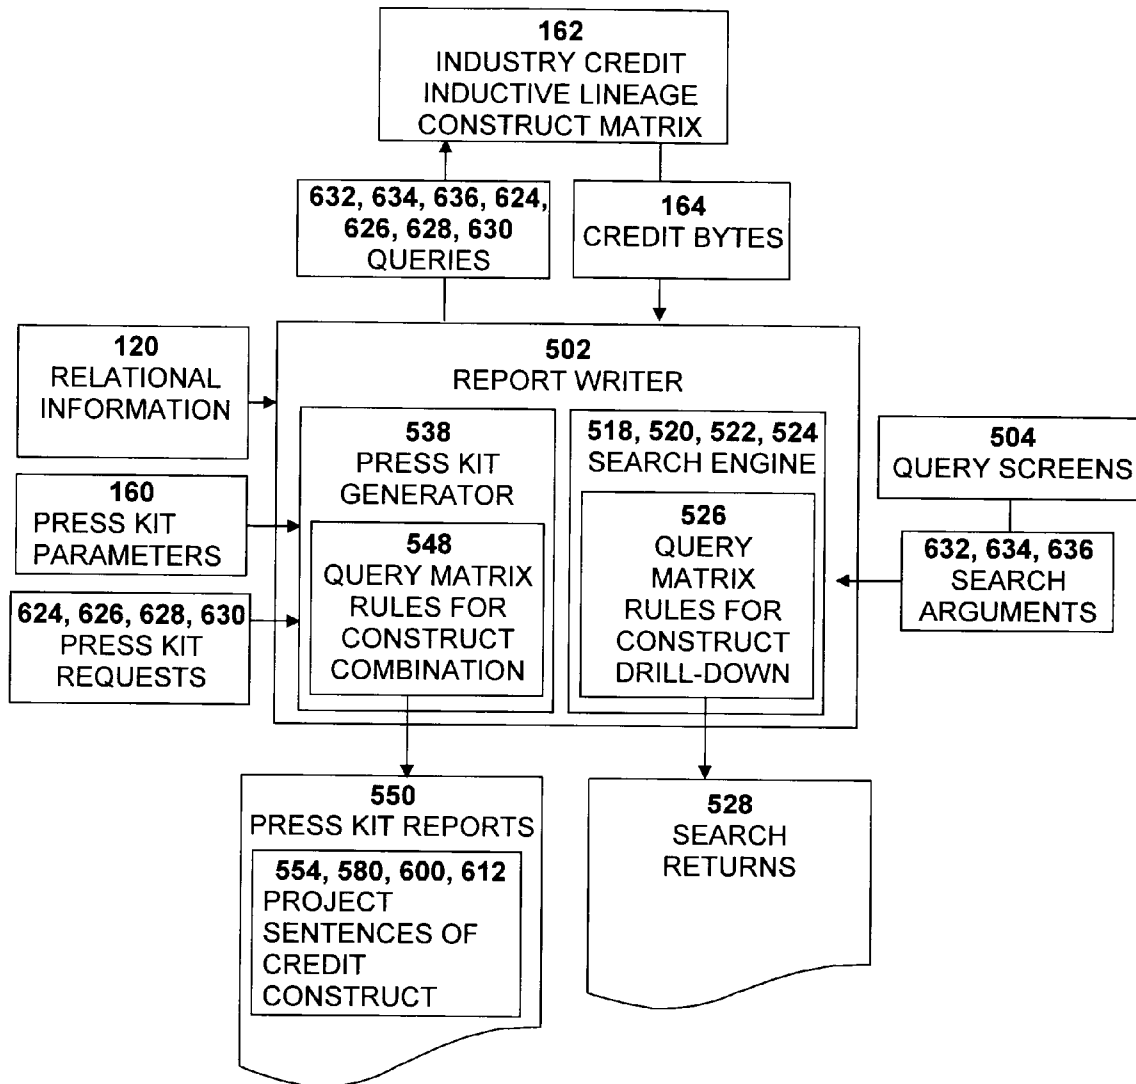 162
INDUSTRY CREDIT
INDUCTIVE LINEAGE
CONSTRUCT MATRIX
632, 634, 636, 624,
626, 628, 630
QUERIES
164
CREDIT BYTES
120
RELATIONAL
INFORMATION
502
REPORT WRITER
160
PRESS KIT
PARAMETERS
624, 626, 628, 630
PRESS KIT
REQUESTS
538
PRESS KIT
GENERATOR
548
QUERY MATRIX
RULES FOR
CONSTRUCT
COMBINATION
518, 520, 522, 524
SEARCH ENGINE
526
QUERY
MATRIX
RULES FOR
CONSTRUCT
DRILL-DOWN
504
QUERY SCREENS
632, 634, 636
SEARCH
ARGUMENTS
550
PRESS KIT REPORTS
554, 580, 600, 612
PROJECT
SENTENCES OF
CREDIT
CONSTRUCT
528
SEARCH
RETURNS